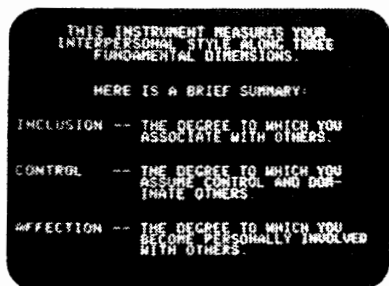 THIS INSTRUMENT MEASURES YOUR
INTERPERSONAL STYLE ALONG THREE
FUNDAMENTAL DIMENSIONS.
HERE IS A BRIEF SUMMARY:
INCLUSION -- THE DEGREE TO WHICH YOU
ASSOCIATE WITH OTHERS.
CONTROL -- THE DEGREE TO WHICH YOU
ASSUME CONTROL AND DOM-
INATE OTHERS.
AFFECTION -- THE DEGREE TO WHICH YOU
BECOME PERSONALLY INVOLVED
WITH OTHERS.